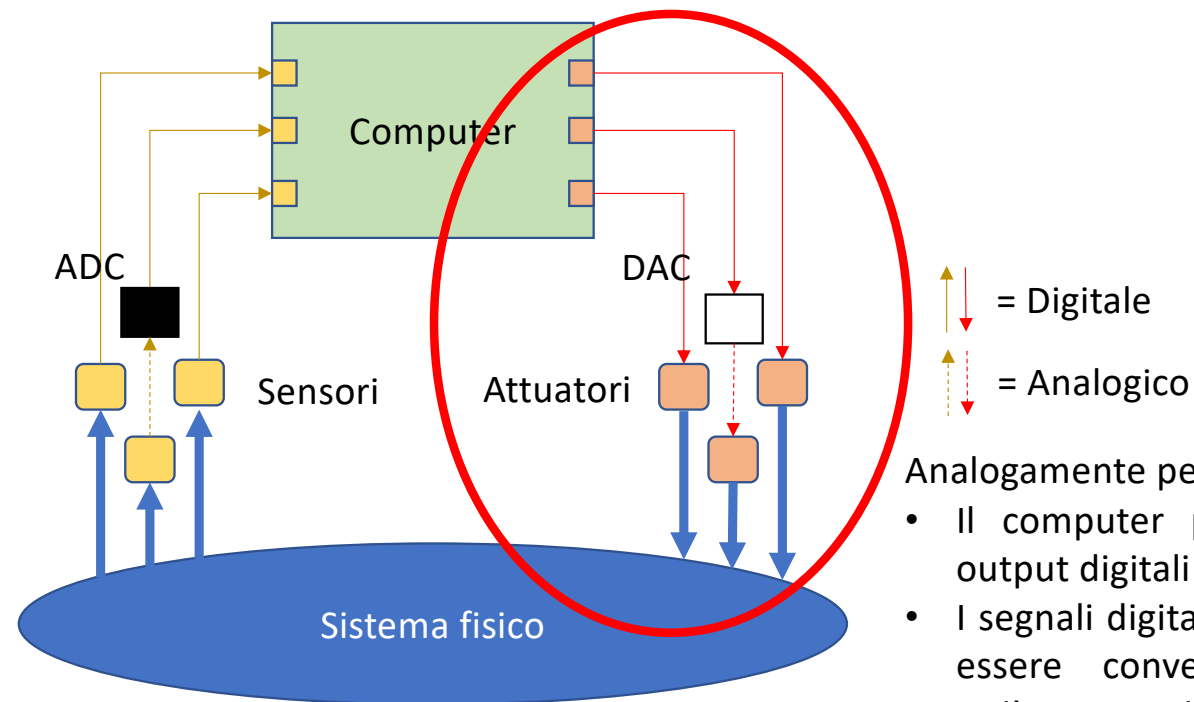 Computer
ADC
DAC
= Digitale
Sensori
Attuatori
= Analogico
Sistema fisico
Analogamente pe
• Il computer p
output digitali
• I segnali digita
essere conve